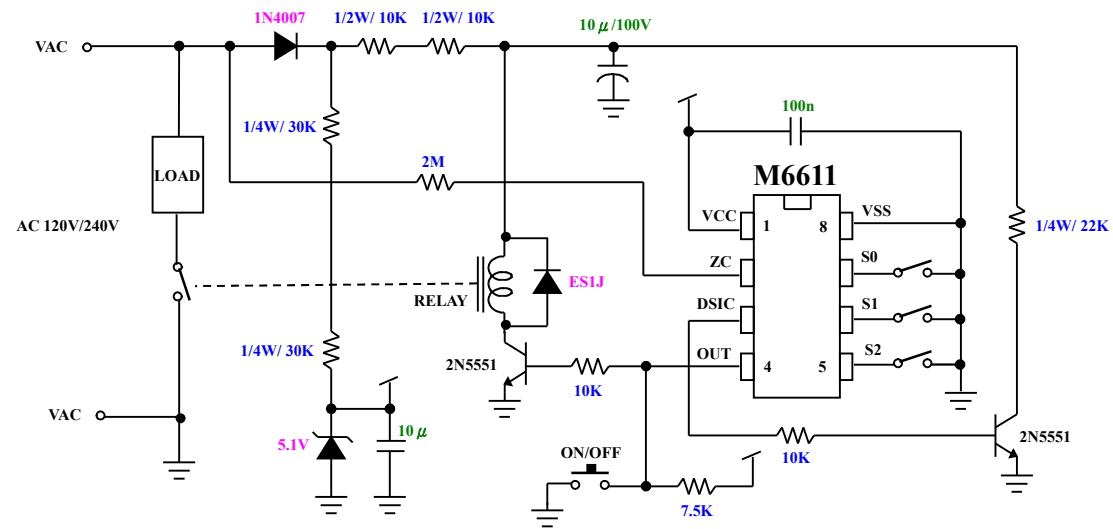 1N4007
1/2W/ 10K
1/2W/ 10K
10μ/100V
VAC
100n
1/4W/ 30K
2M
M6611
LOAD
VCC
1
8
VSS
1/4W/ 22K
AC 120V/240V
ZC
S0
RELAY
ES1J
DSIC
S1
1/4W/ 30K
2N5551
OUT
4
5
S2
10K
VAC
5.1V
10μ
ON/OFF
10K
2N5551
7.5K